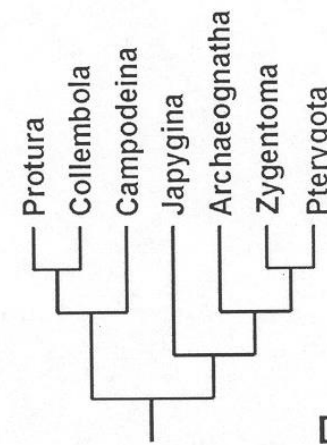 Protura
Collembola
Campodeina
Japygina
Archaeognatha
Zygentoma
Pterygota